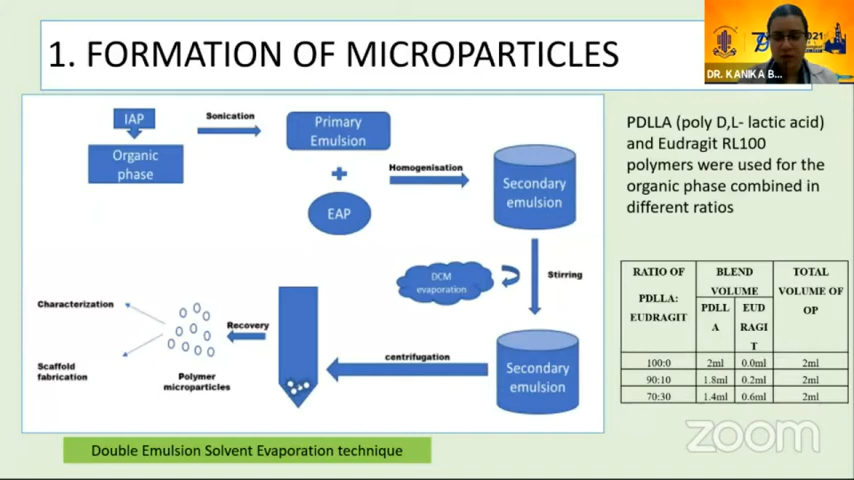 1. FORMATION OF MICROPARTICLES
2021
DR. KANIKA B...
IAP
Sonication
Organic
phase
Primary
Emulsion
EAP
Homogenisation
Secondary
emulsion
PDLLA (poly D,L- lactic acid)
and Eudragit RL100
polymers were used for the
organic phase combined in
different ratios
DCM
evaporation
Stirring
Characterization
Scaffold
fabrication
Polymer
microparticles
Recovery
centrifugation
Secondary
emulsion
RATIO OF
PDLLA:
EUDRAGIT
BLEND
VOLUME
TOTAL
VOLUME OF
OP
PDLL
A
EUD
RAGI
T
100:0 2ml 0.0ml 2ml
90:10 1.8ml 0.2ml 2ml
70:30 1.4ml 0.6ml 2ml
Double Emulsion Solvent Evaporation technique
zoom